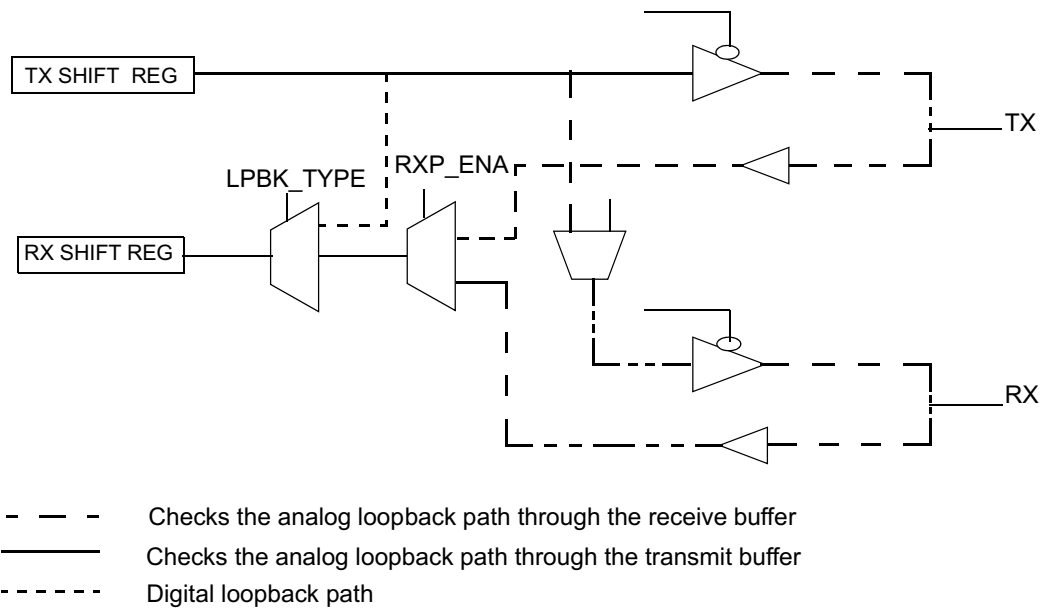 TX SHIFT REG
TX
LPBK_TYPE
RXP_ENA
RX SHIFT REG
RX
Checks the analog loopback path through the receive buffer
Checks the analog loopback path through the transmit buffer
Digital loopback path